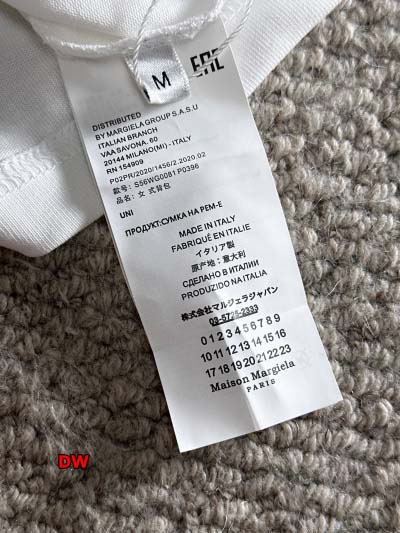 M
EAC
DISTRIBUTED
BY MARGIELA GROUP S.A.S.U
ITALIAN BRANCH
VAA SAVONA, 60
20144 MILANO(MI) - ITALY
RN 154909
P02PR/2020/1456/2.2020.02
款号: S56WG0081 P0396
品名: 女 式背包
UNI
ПРОДУКТ:СУМКА НА РЕМ-Е
MADE IN ITALY
FABRIQUÉ EN ITALIE
イタリア製
原产地: 意大利
СДЕЛАНО В ИТАЛИИ
PRODUZIDO NA ITALIA
株式会社マルジェラジャパン
03-5725-2333
0 1 2 3 4 5 6 7 8 9
10 11 12 13 14 15 16
17 18 19 20 21 22 23
Maison Margiela
PARIS
DW